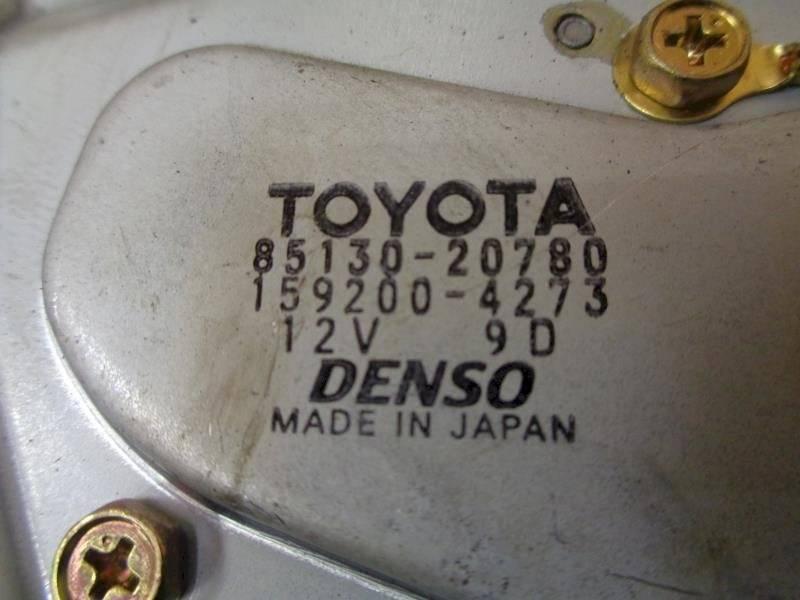 TOYOTA
85130-20780
159200-4273
12V 9D
DENSO
MADE IN JAPAN